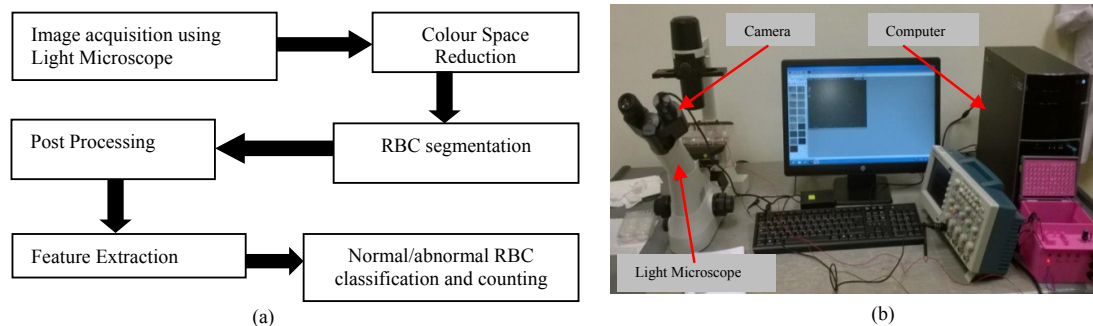 Image acquisition using
Light Microscope
Colour Space
Reduction
Post Processing
RBC segmentation
Feature Extraction
Normal/abnormal RBC
classification and counting
(a)
Camera
Computer
Light Microscope
(b)